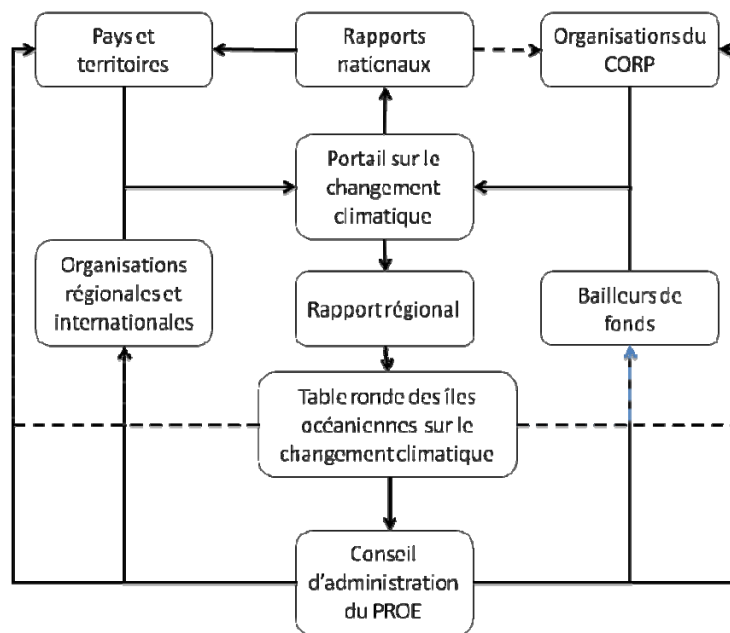 Pays et
territoires
Rapports
nationaux
Organisations du
CORP
Portail sur le
changement
climatique
Organisations
régionales et
internationales
Rapport régional
Bailleurs de
fonds
Table ronde des îles
océaniennes sur le
changement climatique
Conseil
d'administration
du PROE